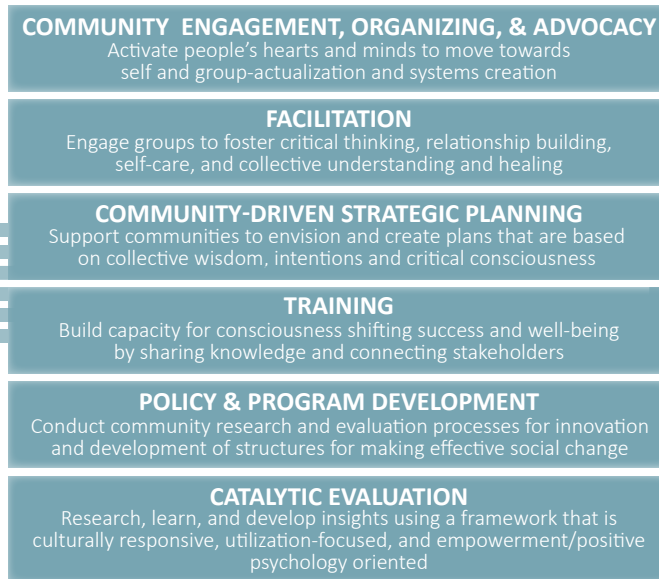 COMMUNITY ENGAGEMENT, ORGANIZING, & ADVOCACY
Activate people's hearts and minds to move towards
self and group-actualization and systems creation
FACILITATION
Engage groups to foster critical thinking, relationship building,
self-care, and collective understanding and healing
COMMUNITY-DRIVEN STRATEGIC PLANNING
Support communities to envision and create plans that are based
on collective wisdom, intentions and critical consciousness
TRAINING
Build capacity for consciousness shifting success and well-being
by sharing knowledge and connecting stakeholders
POLICY & PROGRAM DEVELOPMENT
Conduct community research and evaluation processes for innovation
and development of structures for making effective social change
CATALYTIC EVALUATION
Research, learn, and develop insights using a framework that is
culturally responsive, utilization-focused, and empowerment/positive
psychology oriented